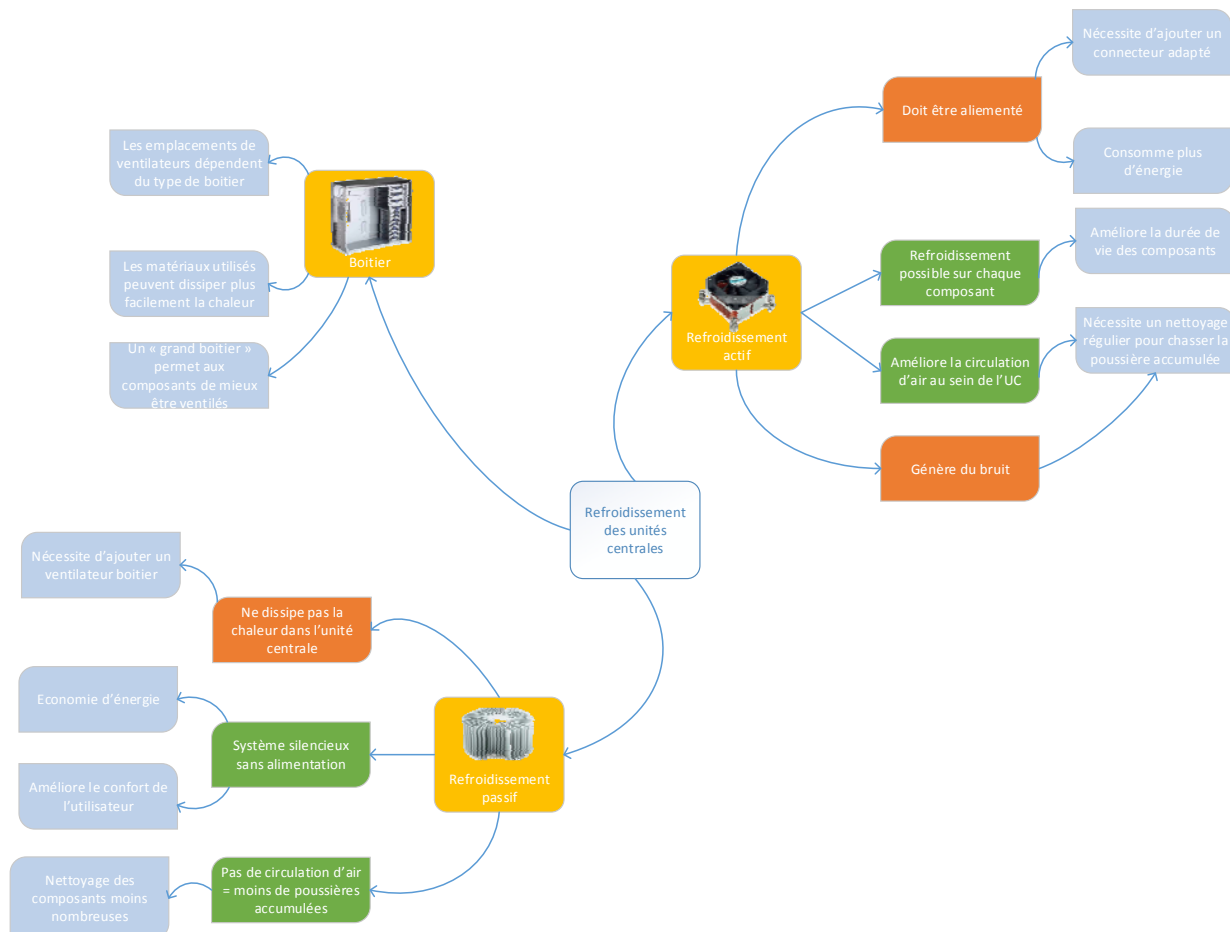 Nécessite d’ajouter un
connecteur adapté
Doit être aliementé
Consomme plus
d’énergie
Les emplacements de
ventilateurs dépendent
du type de boitier
Boitier
Les matériaux utilisés
peuvent dissiper plus
facilement la chaleur
Un « grand boitier »
permet aux
composants de mieux
être ventilés
Améliore la durée de
vie des composants
Refroidissement
possible sur chaque
composant
Refroidissement
actif
Nécessite un nettoyage
régulier pour chasser la
poussière accumulée
Améliore la circulation
d’air au sein de l’UC
Génère du bruit
Refroidissement
des unités
centrales
Nécessite d’ajouter un
ventilateur boitier
Ne dissipe pas la
chaleur dans l’unité
centrale
Economie d’énergie
Système silencieux
sans alimentation
Refroidissement
passif
Améliore le confort de
l’utilisateur
Pas de circulation d’air
= moins de poussières
accumulées
Nettoyage des
composants moins
nombreuses